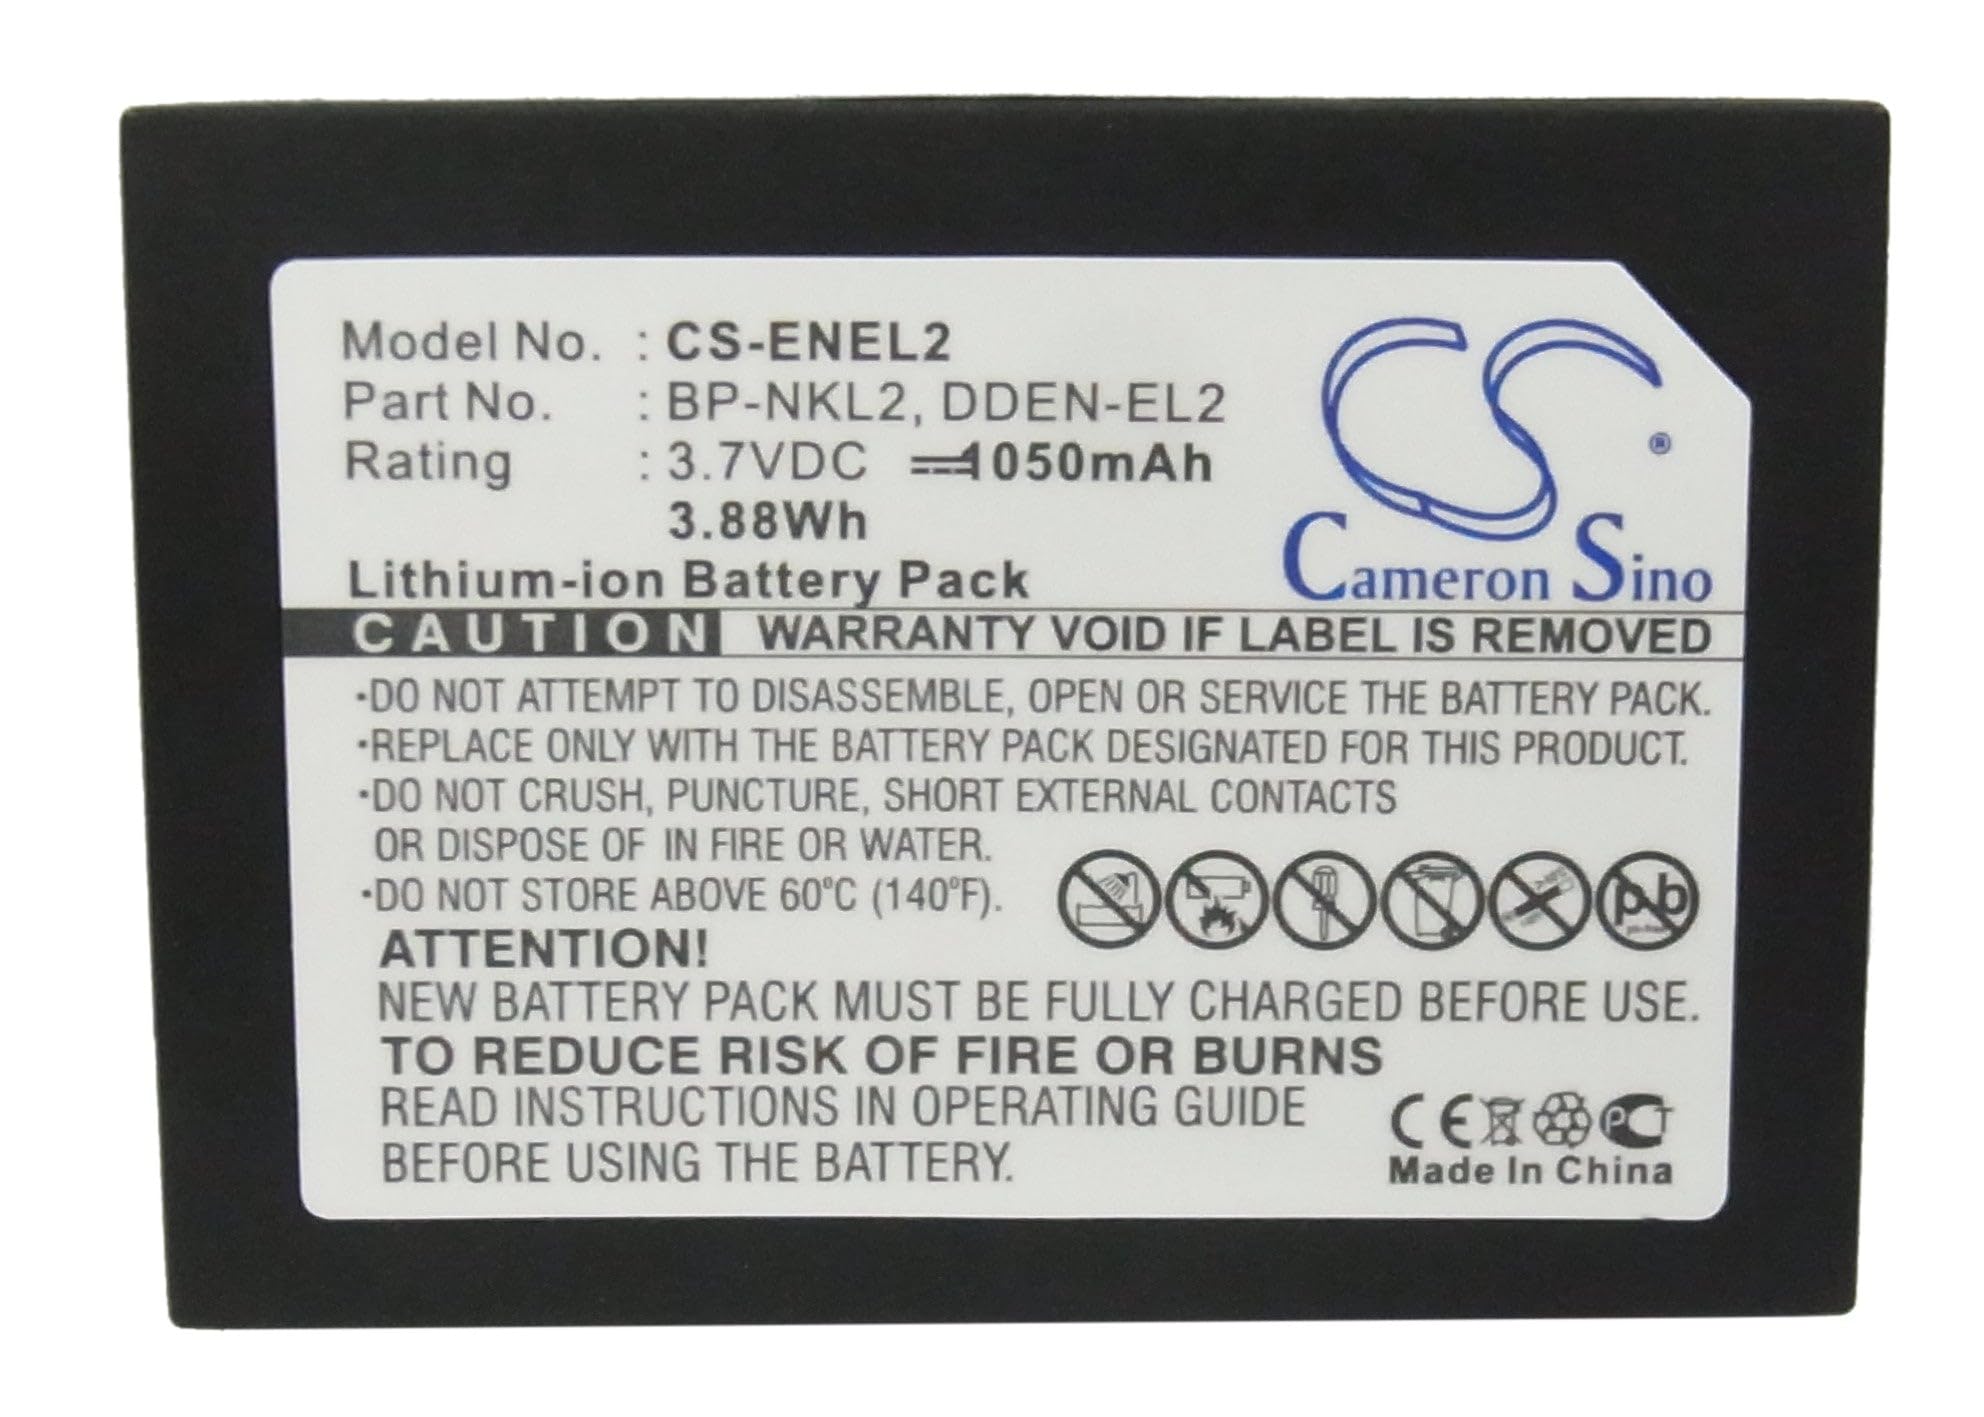 Model No. : CS-ENEL2
Part No. : BP-NKL2, DDEN-EL2
Rating : 3.7VDC 1050mAh
3.88Wh
Lithium-ion Battery Pack
CS ®
Cameron Sino
CAUTION WARRANTY VOID IF LABEL IS REMOVED
·DO NOT ATTEMPT TO DISASSEMBLE, OPEN OR SERVICE THE BATTERY PACK.
·REPLACE ONLY WITH THE BATTERY PACK DESIGNATED FOR THIS PRODUCT.
·DO NOT CRUSH, PUNCTURE, SHORT EXTERNAL CONTACTS
OR DISPOSE OF IN FIRE OR WATER.
·DO NOT STORE ABOVE 60°C (140°F).
pb
ATTENTION!
NEW BATTERY PACK MUST BE FULLY CHARGED BEFORE USE.
TO REDUCE RISK OF FIRE OR BURNS
READ INSTRUCTIONS IN OPERATING GUIDE
BEFORE USING THE BATTERY.
CE PCT
Made In China